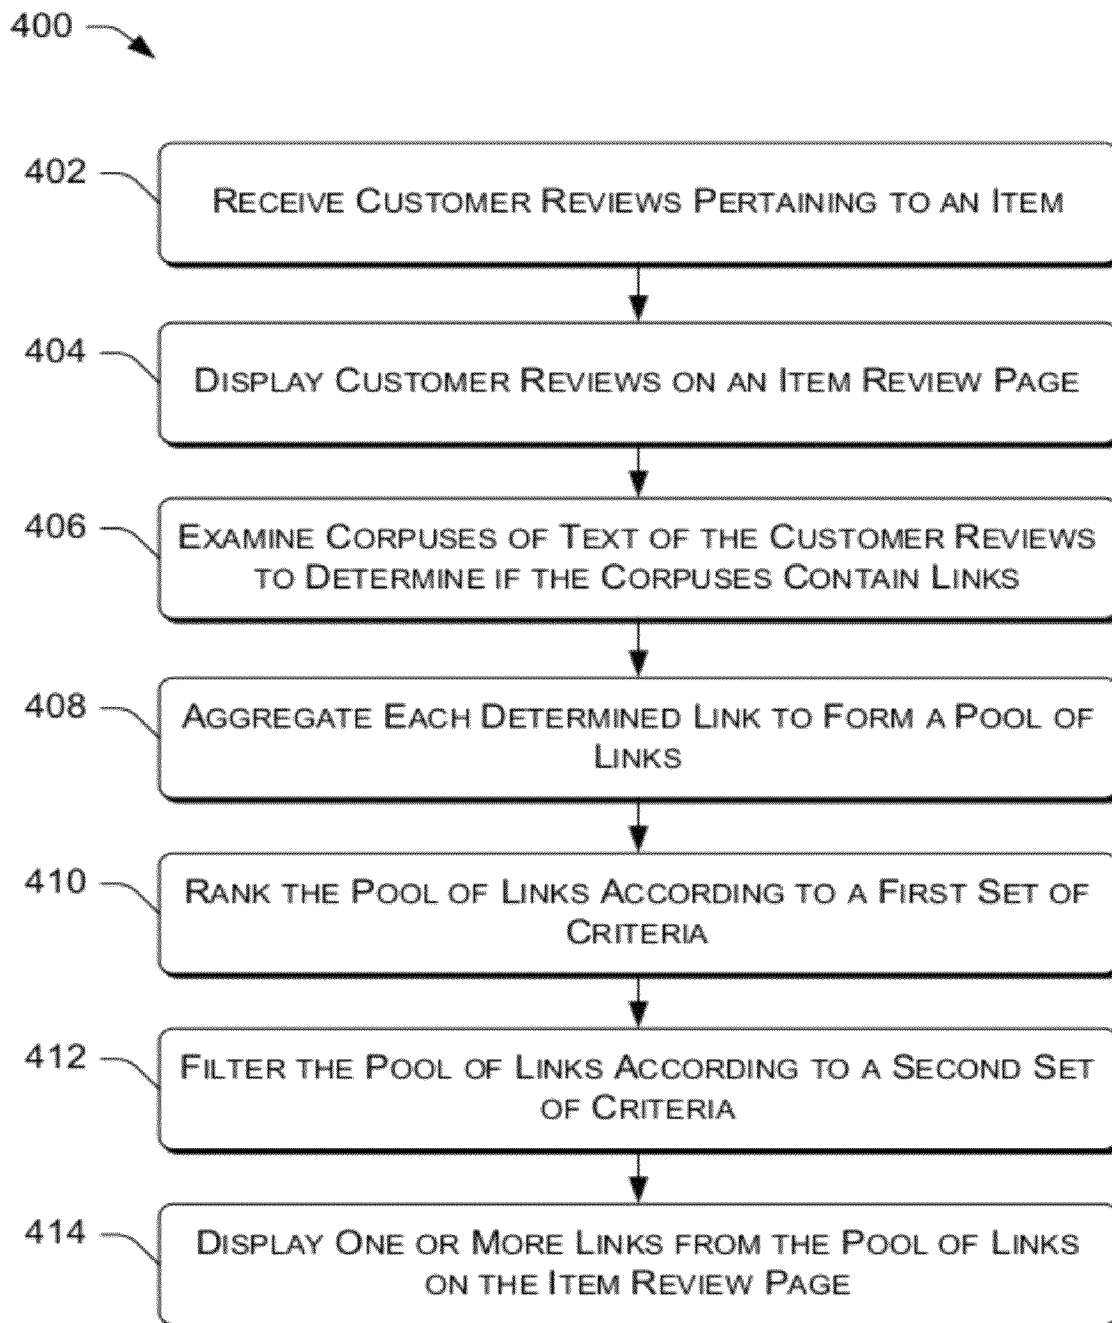 400
402
RECEIVE CUSTOMER REVIEWS PERTAINING TO AN ITEM
404
DISPLAY CUSTOMER REVIEWS ON AN ITEM REVIEW PAGE
406
EXAMINE CORPUSES OF TEXT OF THE CUSTOMER REVIEWS
TO DETERMINE IF THE CORPUSES CONTAIN LINKS
408
AGGREGATE EACH DETERMINED LINK TO FORM A POOL OF
LINKS
410
RANK THE POOL OF LINKS ACCORDING TO A FIRST SET OF
CRITERIA
412
FILTER THE POOL OF LINKS ACCORDING TO A SECOND SET
OF CRITERIA
414
DISPLAY ONE OR MORE LINKS FROM THE POOL OF LINKS
ON THE ITEM REVIEW PAGE